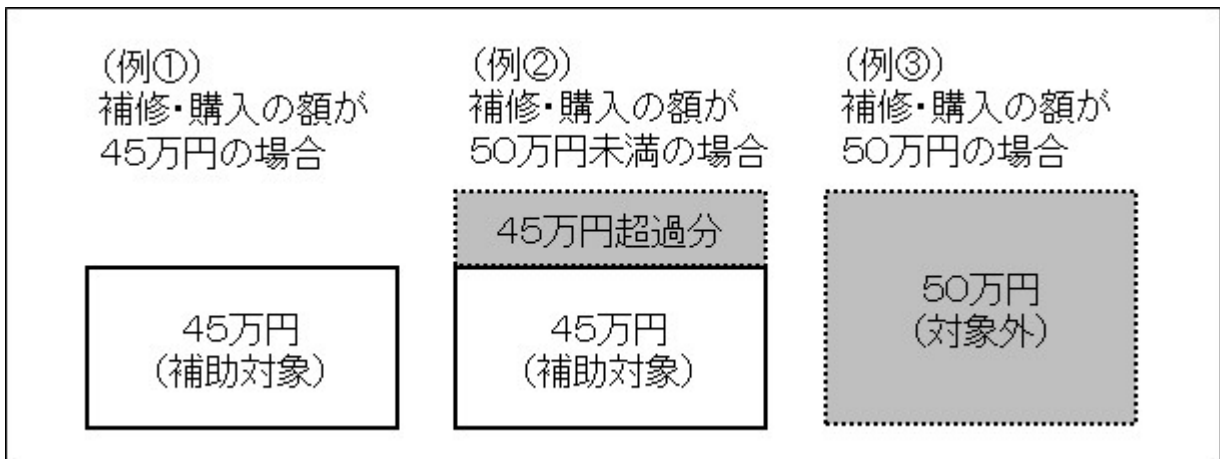 (例①)
補修・購入の額が
45万円の場合
45万円
(補助対象)
(例②)
補修・購入の額が
50万円未満の場合
45万円超過分
45万円
(補助対象)
(例③)
補修・購入の額が
50万円の場合
50万円
(対象外)